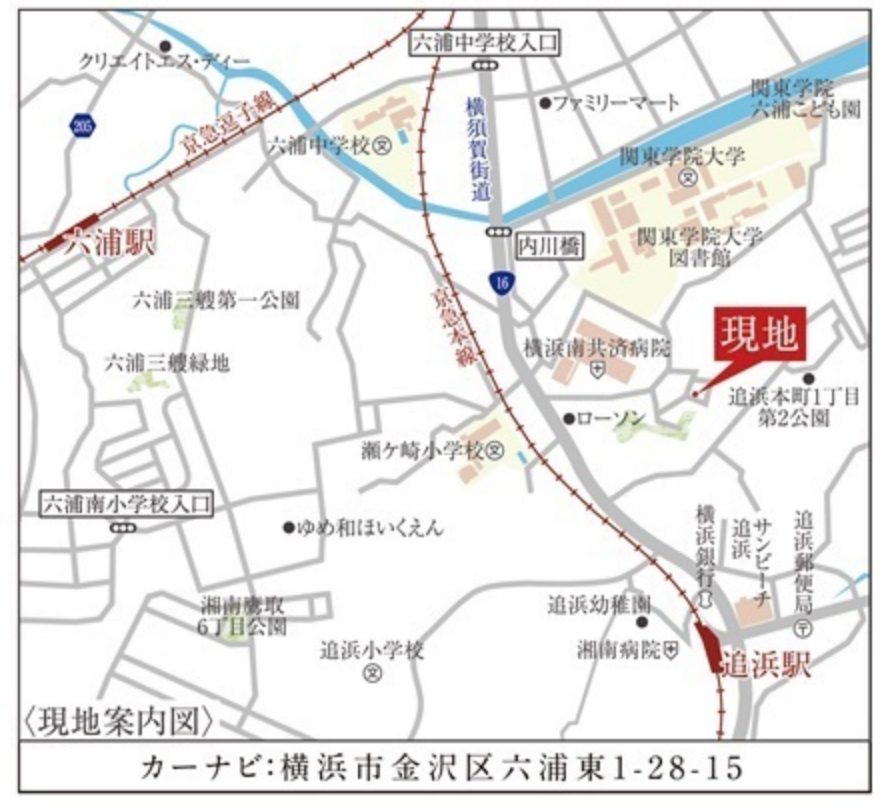 六浦中学校入口
クリエイトエス・ディー
関東学院
六浦こども園
205
京急逗子線
横須賀街道
ファミリーマート
六浦中学校
文
関東学院大学
文
六浦駅
内川橋
関東学院大学
図書館
16
六浦三艘第一公園
京急本線
現地
横浜南共済病院
六浦三艘緑地
追浜本町1丁目
第2公園
ローソン
瀬ケ崎小学校
文
六浦南小学校入口
ゆめ和ほいくえん
横浜銀行
サンビーチ
追浜
追浜郵便局
〒
湘南鷹取
6丁目公園
追浜幼稚園
追浜小学校
文
湘南病院
追浜駅
〈現地案内図〉
カーナビ:横浜市金沢区六浦東1-28-15